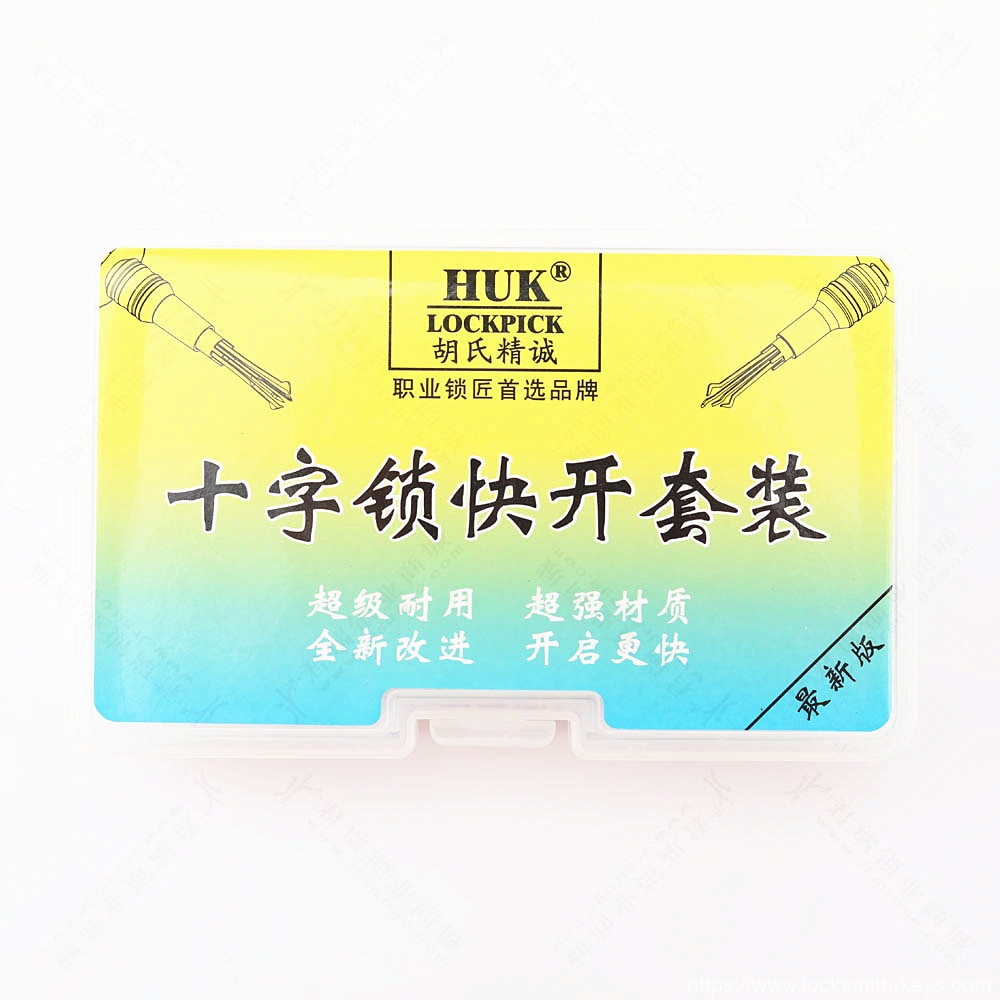 HUK®
LOCKPICK
胡氏精诚
职业锁匠首选品牌
十字锁快开套装
超级耐用 超强材质
全新改进 开启更快
最新版
https://www.locksmith-keys.com